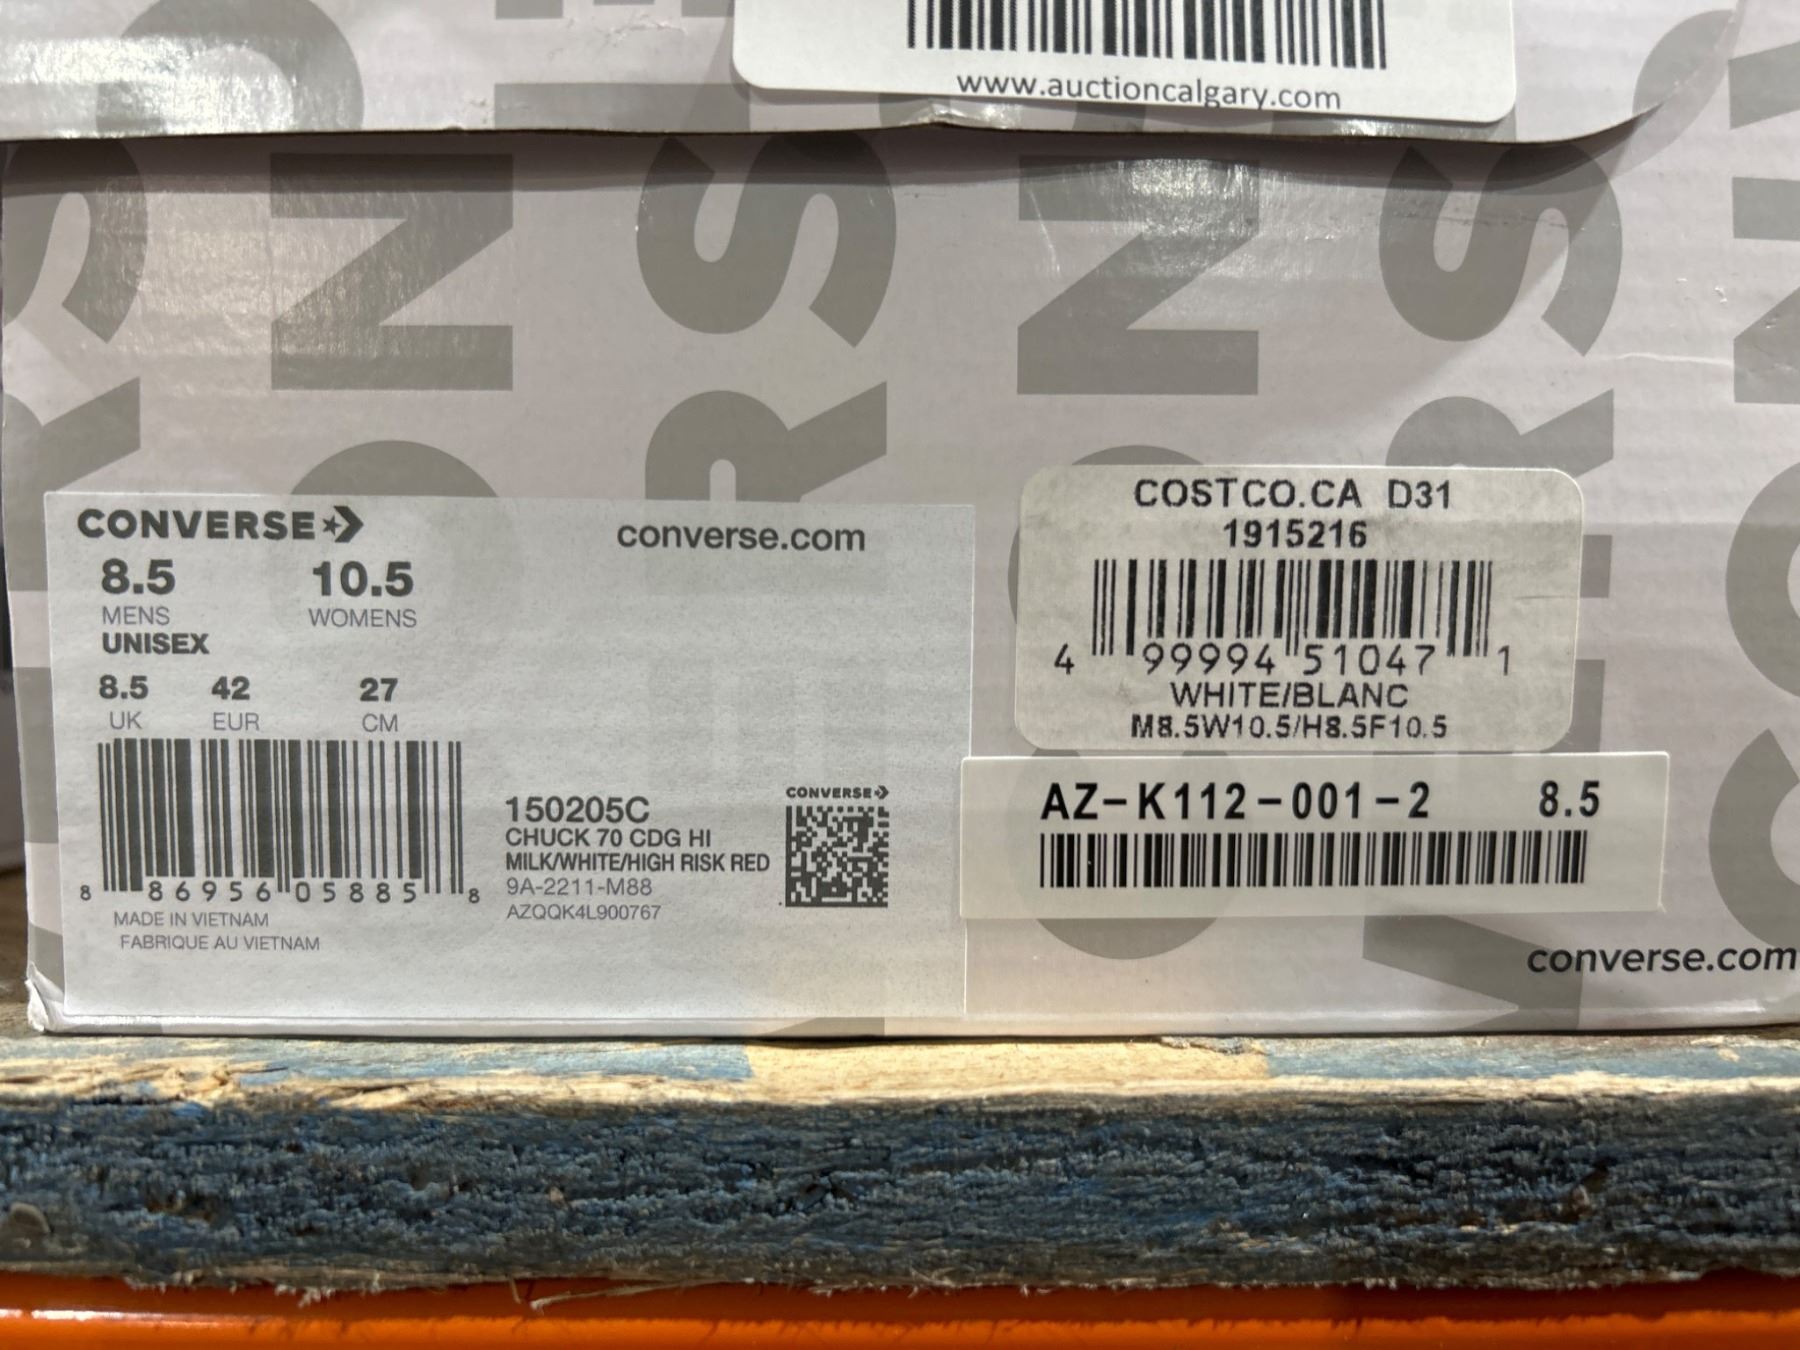 www.auctioncalgary.com
CONVERSE
converse.com
8.5 10.5
MENS WOMENS
UNISEX
8.5 42 27
UK EUR CM
8 86956 05885 8
MADE IN VIETNAM
FABRIQUE AU VIETNAM
150205C
CHUCK 70 CDG HI
MILK/WHITE/HIGH RISK RED
9A-2211-M88
AZQQK4L900767
CONVERSE
COSTCO.CA D31
1915216
4 99994 51047 1
WHITE/BLANC
M8.5W10.5/H8.5F10.5
AZ-K112-001-2 8.5
converse.com